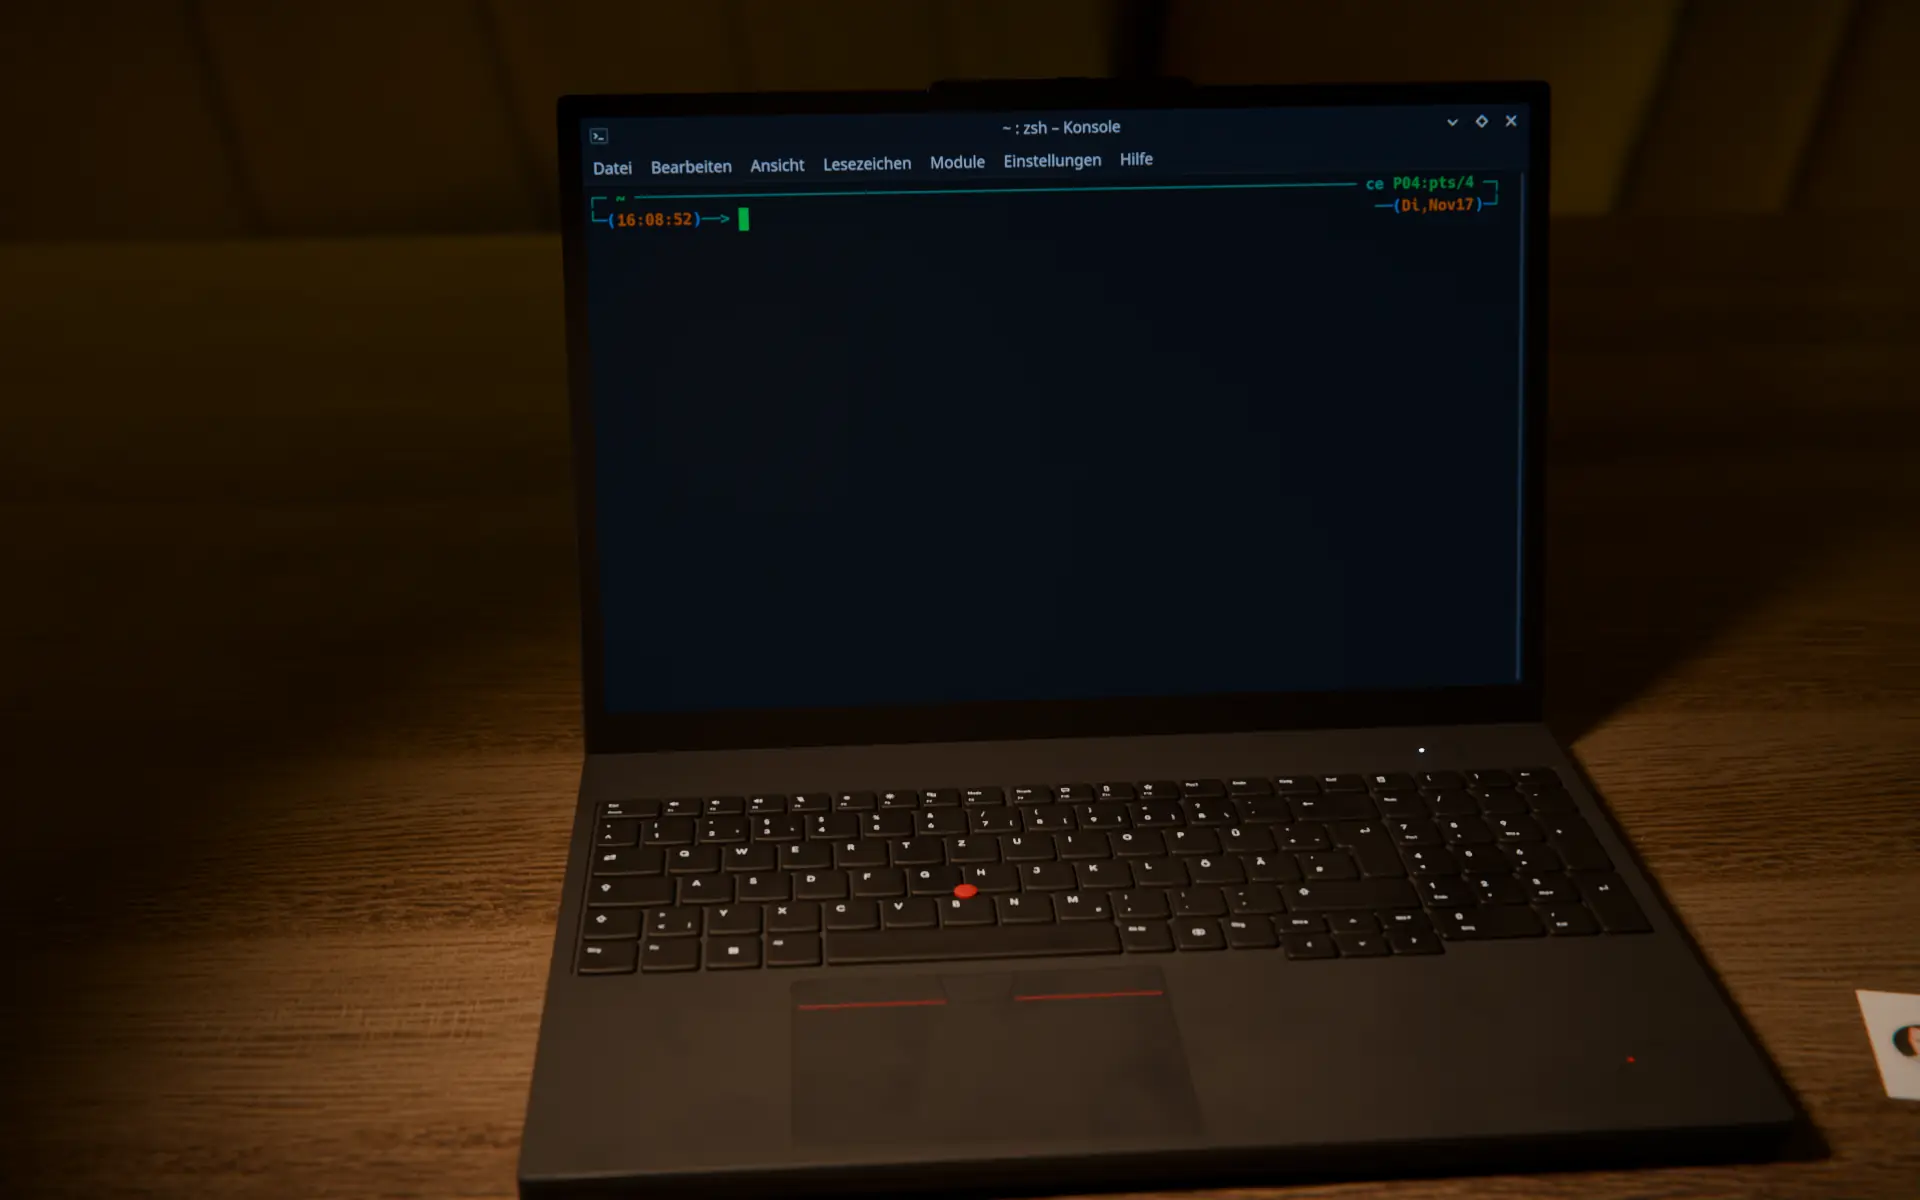 ~ : zsh – Konsole
Datei Bearbeiten Ansicht Lesezeichen Module Einstellungen Hilfe
~ ce P04:pts/4
(16:08:52)—> —(Di,Nov17)
Q W E R T Z U I O P Ü
A S D F G H J K L Ö Ä
Y X C V B N M